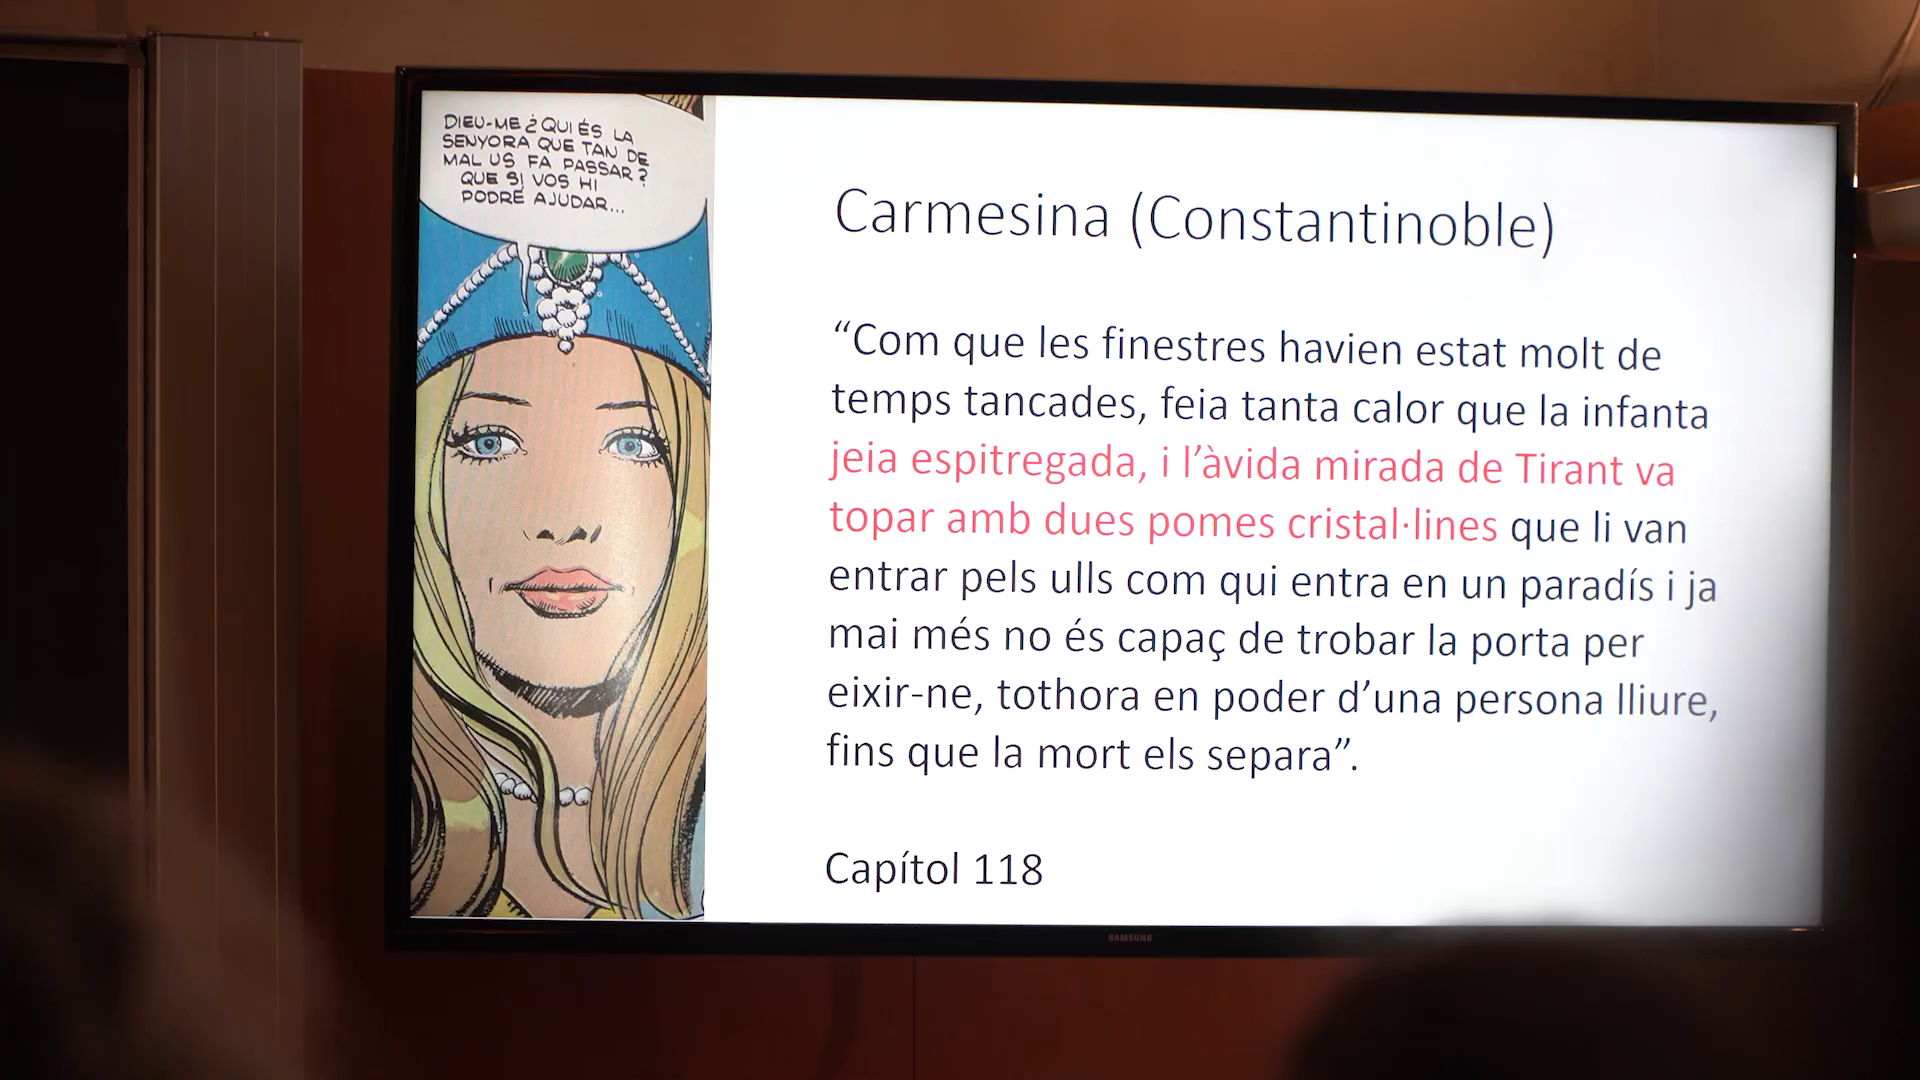 DIEU-ME ¿QUI ÉS LA
SENYORA QUE TAN DE
MAL US FA PASSAR?
QUE SI VOS HI
PODRÉ AJUDAR...
Carmesina (Constantinoble)
“Com que les finestres havien estat molt de
temps tancades, feia tanta calor que la infanta
jeia espitregada, i l’àvida mirada de Tirant va
topar amb dues pomes cristal·lines que li van
entrar pels ulls com qui entra en un paradís i ja
mai més no és capaç de trobar la porta per
eixir-ne, tothora en poder d’una persona lliure,
fins que la mort els separa”.
Capítol 118
SAMSUNG